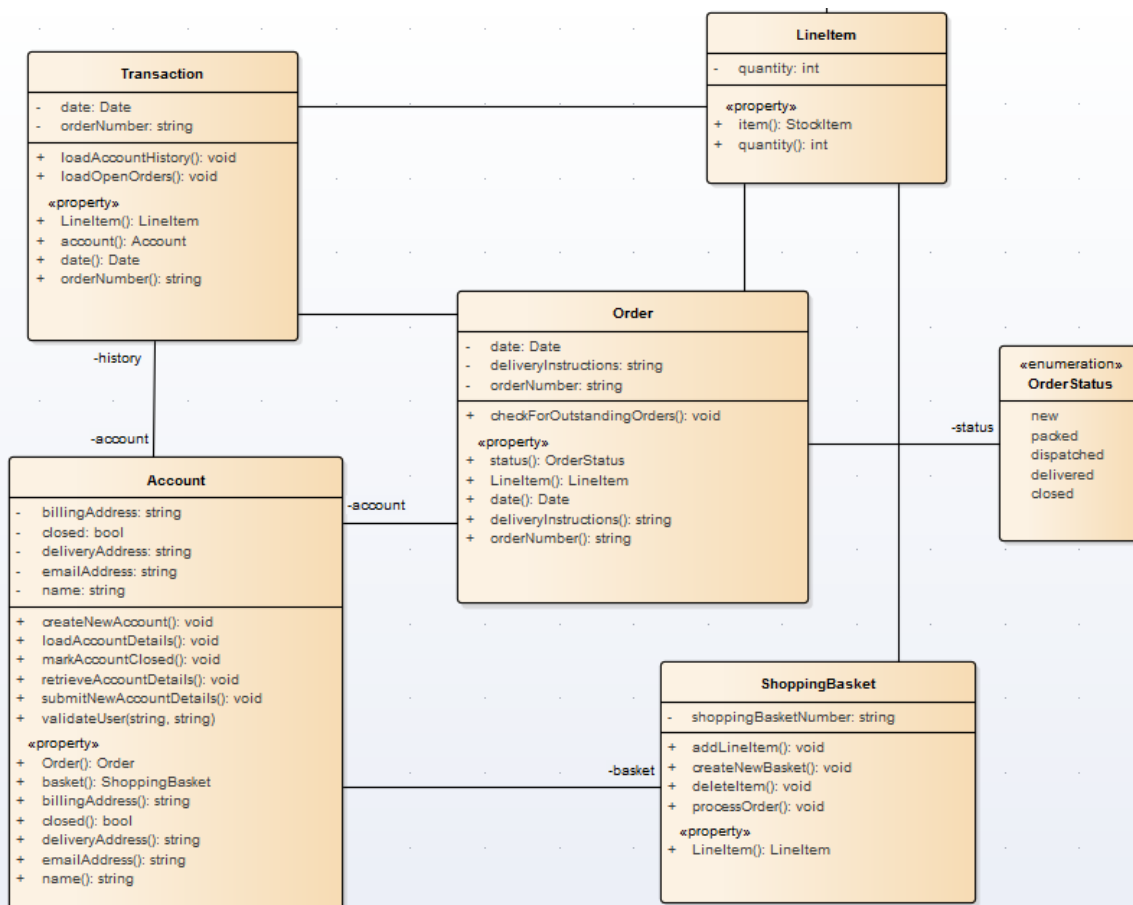 LineItem
- quantity: int
«property»
+ item(): StockItem
+ quantity(): int
Transaction
- date: Date
- orderNumber: string
+ loadAccountHistory(): void
+ loadOpenOrders(): void
«property»
+ LineItem(): LineItem
+ account(): Account
+ date(): Date
+ orderNumber(): string
-history
-account
Order
- date: Date
- deliveryInstructions: string
- orderNumber: string
+ checkForOutstandingOrders(): void
«property»
+ status(): OrderStatus
+ LineItem(): LineItem
+ date(): Date
+ deliveryInstructions(): string
+ orderNumber(): string
-status
«enumeration»
OrderStatus
new
packed
dispatched
delivered
closed
Account
- billingAddress: string
- closed: bool
- deliveryAddress: string
- emailAddress: string
- name: string
+ createNewAccount(): void
+ loadAccountDetails(): void
+ markAccountClosed(): void
+ retrieveAccountDetails(): void
+ submitNewAccountDetails(): void
+ validateUser(string, string)
«property»
+ Order(): Order
+ basket(): ShoppingBasket
+ billingAddress(): string
+ closed(): bool
+ deliveryAddress(): string
+ emailAddress(): string
+ name(): string
-account
-basket
ShoppingBasket
- shoppingBasketNumber: string
+ addLineItem(): void
+ createNewBasket(): void
+ deleteItem(): void
+ processOrder(): void
«property»
+ LineItem(): LineItem